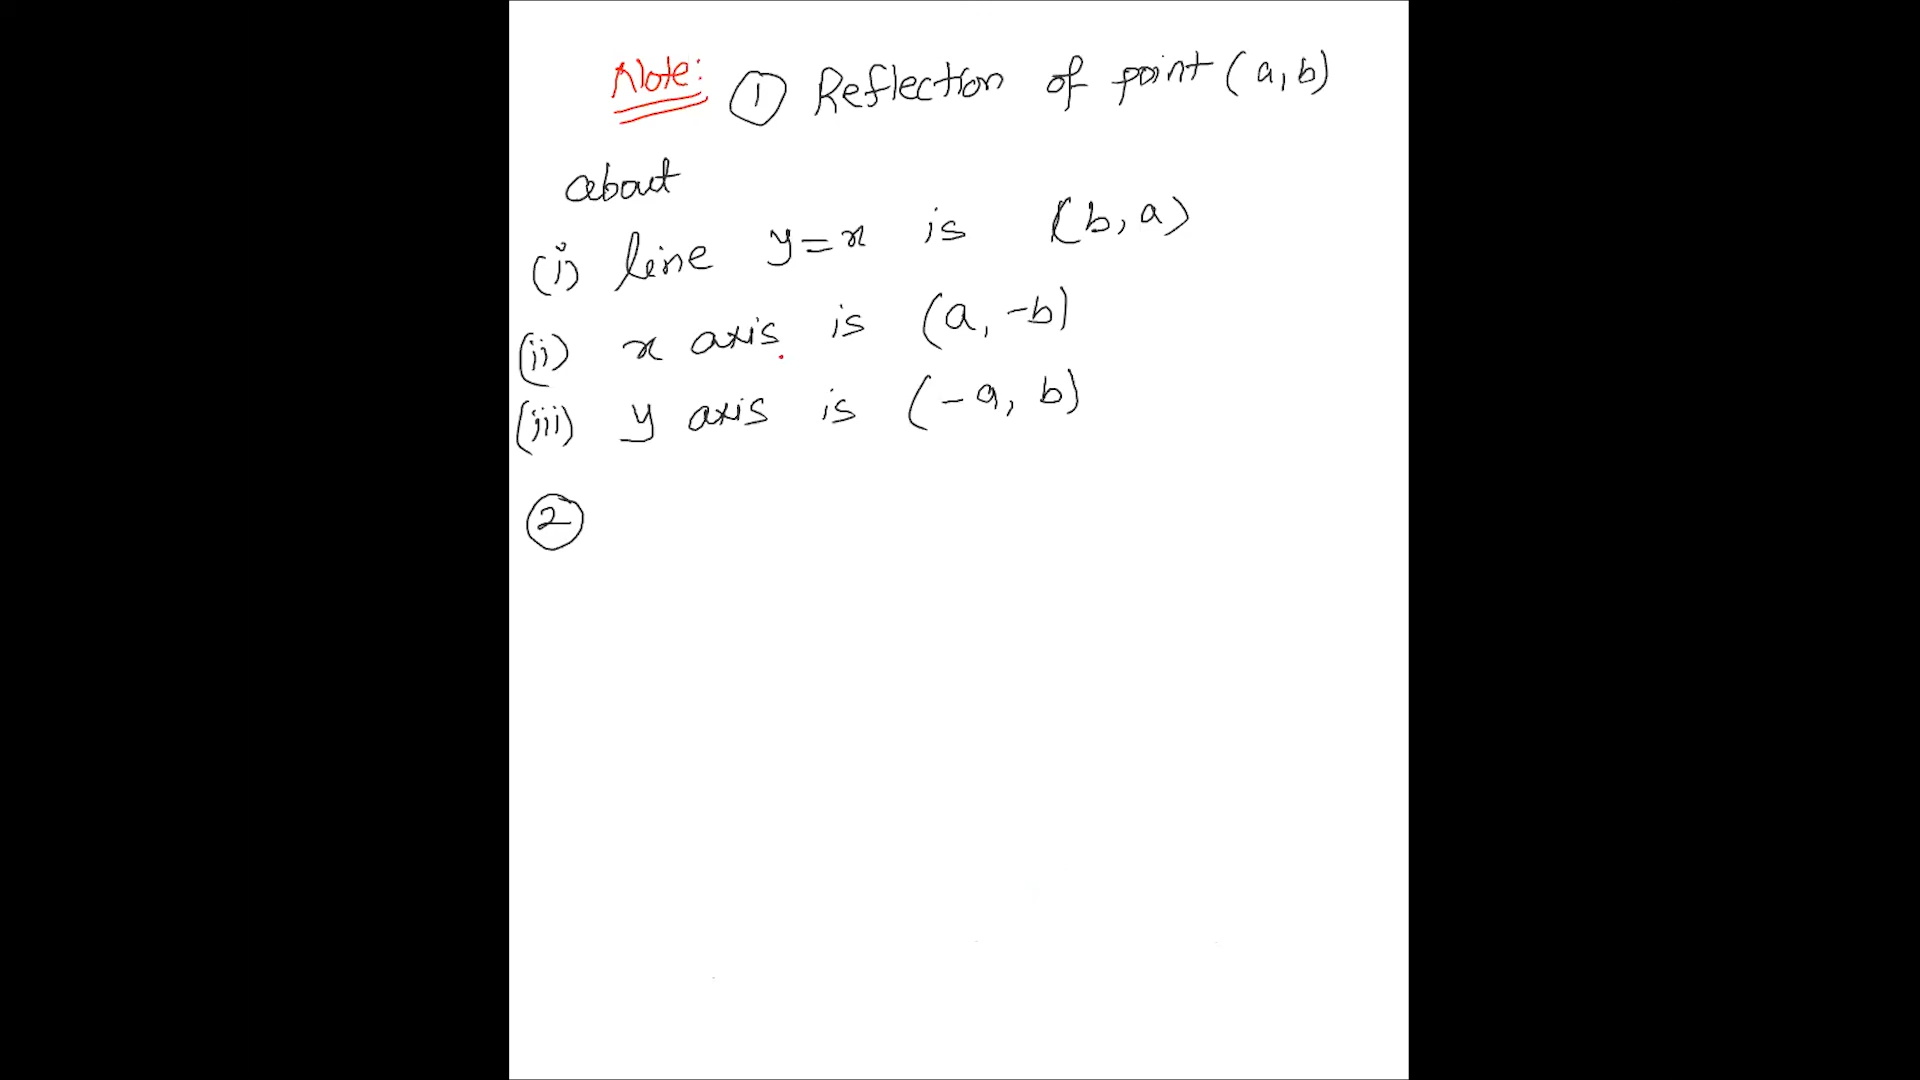 Note: ① Reflection of point (a, b)
about
(i) line y=x is (b, a)
(ii) x axis is (a, -b)
(iii) y axis is (-a, b)
②